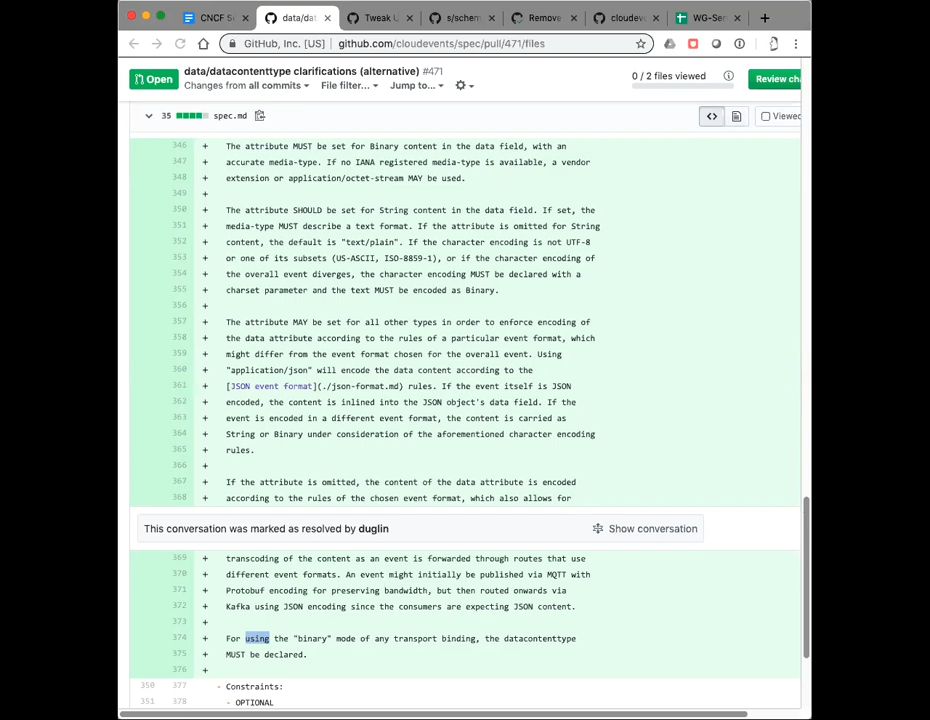 CNCF S
data/dat
Tweak U
s/schem
Remove
cloudev
WG-Ser
GitHub, Inc. [US] | github.com/cloudevents/spec/pull/471/files
Open
data/datacontenttype clarifications (alternative) #471
Changes from all commits
File filter...
Jump to...
0 / 2 files viewed
Review cha
35 spec.md
Viewed
346 + The attribute MUST be set for Binary content in the data field, with an
347 + accurate media-type. If no IANA registered media-type is available, a vendor
348 + extension or application/octet-stream MAY be used.
349 +
350 + The attribute SHOULD be set for String content in the data field. If set, the
351 + media-type MUST describe a text format. If the attribute is omitted for String
352 + content, the default is "text/plain". If the character encoding is not UTF-8
353 + or one of its subsets (US-ASCII, ISO-8859-1), or if the character encoding of
354 + the overall event diverges, the character encoding MUST be declared with a
355 + charset parameter and the text MUST be encoded as Binary.
356 +
357 + The attribute MAY be set for all other types in order to enforce encoding of
358 + the data attribute according to the rules of a particular event format, which
359 + might differ from the event format chosen for the overall event. Using
360 + "application/json" will encode the data content according to the
361 + [JSON event format](./json-format.md) rules. If the event itself is JSON
362 + encoded, the content is inlined into the JSON object's data field. If the
363 + event is encoded in a different event format, the content is carried as
364 + String or Binary under consideration of the aforementioned character encoding
365 + rules.
366 +
367 + If the attribute is omitted, the content of the data attribute is encoded
368 + according to the rules of the chosen event format, which also allows for
This conversation was marked as resolved by duglin
Show conversation
369 + transcoding of the content as an event is forwarded through routes that use
370 + different event formats. An event might initially be published via MQTT with
371 + Protobuf encoding for preserving bandwidth, but then routed onwards via
372 + Kafka using JSON encoding since the consumers are expecting JSON content.
373 +
374 + For using the "binary" mode of any transport binding, the datacontenttype
375 + MUST be declared.
376 +
350 377 - Constraints:
351 378 - OPTIONAL